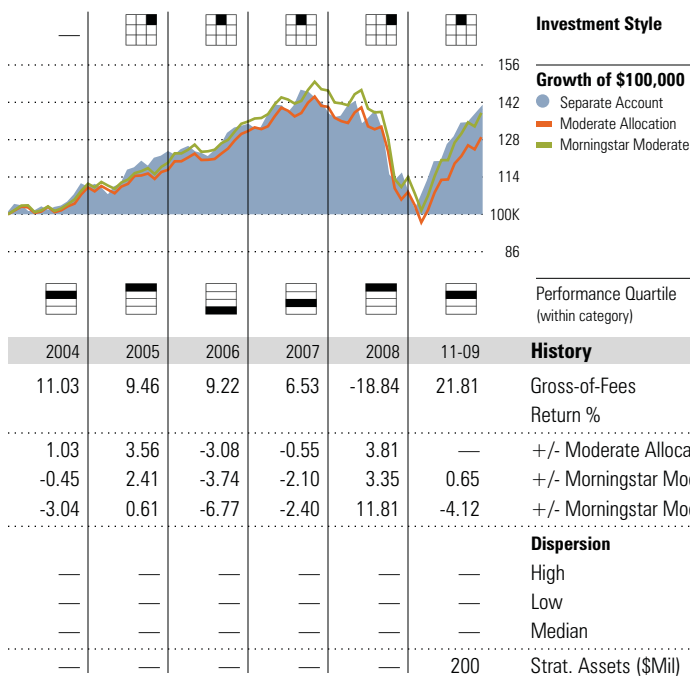 — Investment Style
156
Growth of $100,000
142
Separate Account
Moderate Allocation
128
Morningstar Moderate
114
100K
86
Performance Quartile
(within category)
2004 2005 2006 2007 2008 11-09 History
11.03 9.46 9.22 6.53 -18.84 21.81 Gross-of-Fees
Return %
1.03 3.56 -3.08 -0.55 3.81 — +/- Moderate Alloca
-0.45 2.41 -3.74 -2.10 3.35 0.65 +/- Morningstar Mod
-3.04 0.61 -6.77 -2.40 11.81 -4.12 +/- Morningstar Mod
Dispersion
— — — — — — High
— — — — — — Low
— — — — — — Median
— — — — — 200 Strat. Assets ($Mil)